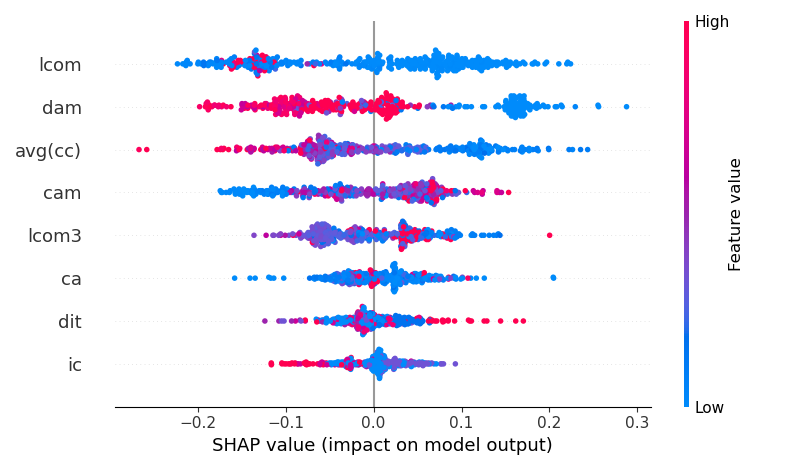 High
lcom
dam
avg(cc)
cam
lcom3
ca
dit
ic
Feature value
Low
−0.2 −0.1 0.0 0.1 0.2 0.3
SHAP value (impact on model output)